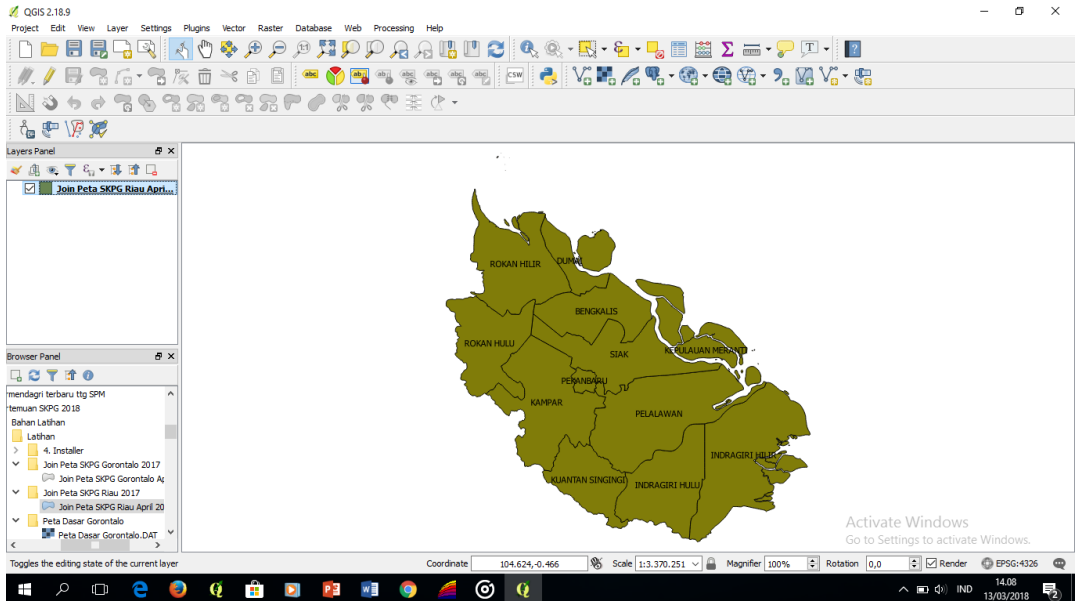 QGIS 2.18.9
Project Edit View Layer Settings Plugins Vector Raster Database Web Processing Help
Layers Panel
Join Peta SKPG Riau Apri...
Browser Panel
rmendagri terbaru ttg SPM
rtemuan SKPG 2018
Bahan Latihan
Latihan
4. Installer
Join Peta SKPG Gorontalo 2017
Join Peta SKPG Gorontalo Ap
Join Peta SKPG Riau 2017
Join Peta SKPG Riau April 20
Peta Dasar Gorontalo
Peta Dasar Gorontalo.DAT
ROKAN HILIR
DUMAI
BENGKALIS
ROKAN HULU
SIAK
KEPULAUAN MERANTI
PEKANBARU
KAMPAR
PELALAWAN
INDRAGIRI HILIR
KUANTAN SINGINGI
INDRAGIRI HULU
Activate Windows
Go to Settings to activate Windows.
Toggles the editing state of the current layer
Coordinate 104.624,-0.466 Scale 1:3.370.251 Magnifier 100% Rotation 0,0 Render EPSG:4326
IND
14.08
13/03/2018